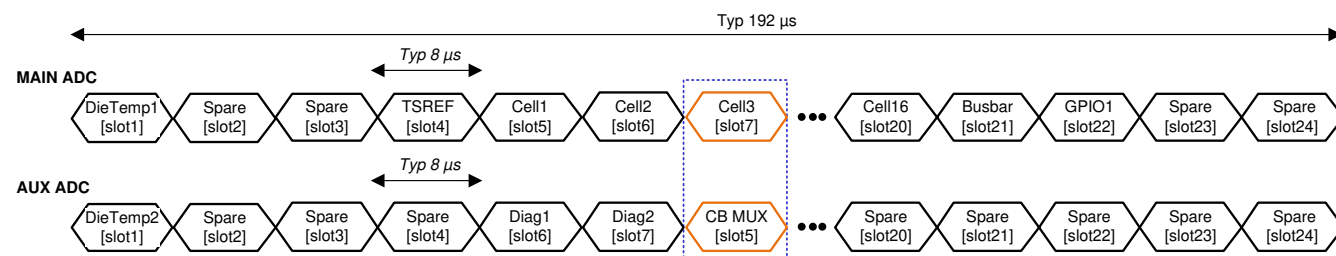 Typ 192 µs
Typ 8 µs
MAIN ADC
DieTemp1 Spare Spare TSREF Cell1 Cell2 Cell3 ••• Cell16 Busbar GPIO1 Spare Spare
[slot1] [slot2] [slot3] [slot4] [slot5] [slot6] [slot7] [slot20] [slot21] [slot22] [slot23] [slot24]
Typ 8 µs
AUX ADC
DieTemp2 Spare Spare Spare Diag1 Diag2 CB MUX ••• Spare Spare Spare Spare Spare
[slot1] [slot2] [slot3] [slot4] [slot6] [slot7] [slot5] [slot20] [slot21] [slot22] [slot23] [slot24]